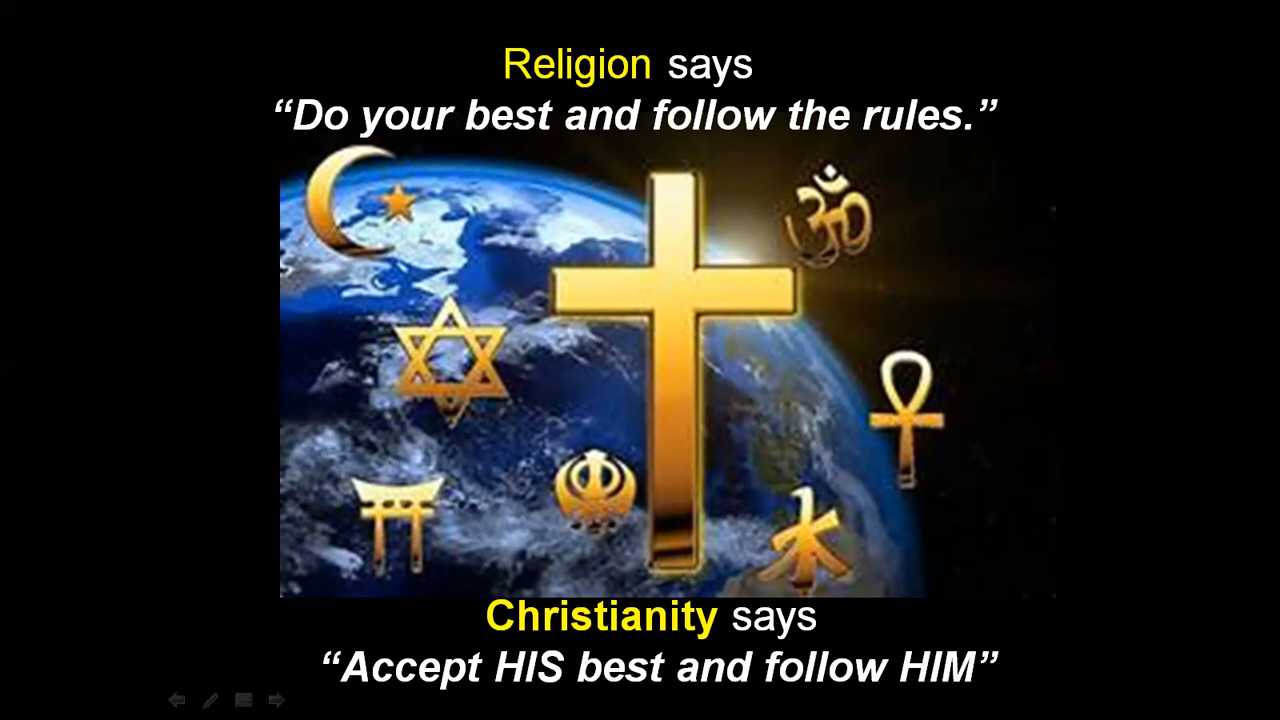 Religion says
“Do your best and follow the rules.”
Christianity says
“Accept HIS best and follow HIM”